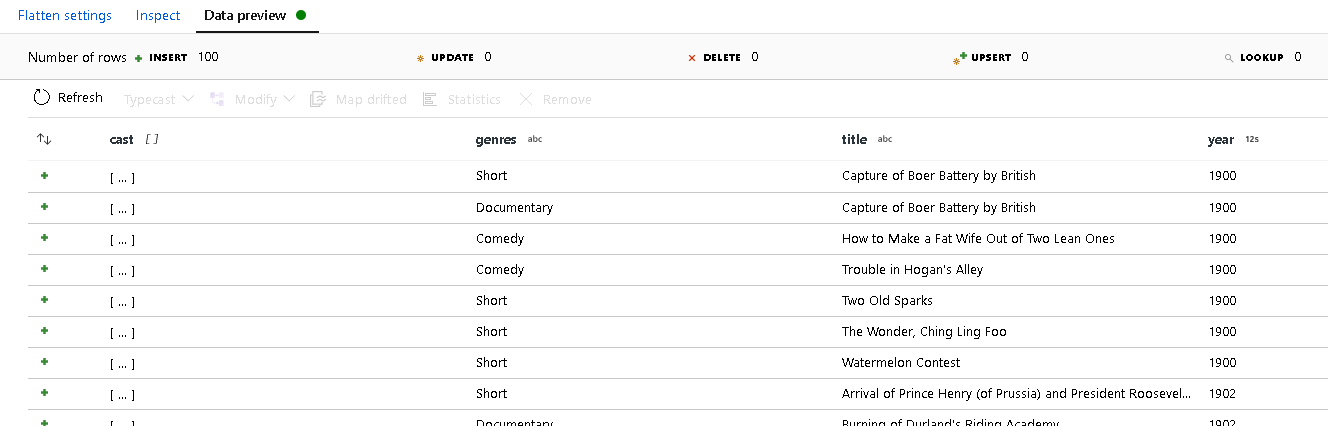 Flatten settings Inspect Data preview
Number of rows INSERT 100 UPDATE 0 DELETE 0 UPSERT 0 LOOKUP 0
Refresh Typecast Modify Map drifted Statistics Remove
cast [ ] genres abc title abc year 12s
[ ... ] Short Capture of Boer Battery by British 1900
[ ... ] Documentary Capture of Boer Battery by British 1900
[ ... ] Comedy How to Make a Fat Wife Out of Two Lean Ones 1900
[ ... ] Comedy Trouble in Hogan's Alley 1900
[ ... ] Short Two Old Sparks 1900
[ ... ] Short The Wonder, Ching Ling Foo 1900
[ ... ] Short Watermelon Contest 1900
[ ... ] Short Arrival of Prince Henry (of Prussia) and President Roosevel... 1902
[ ... ] Documentary Burning of Durland's Riding Academy 1902